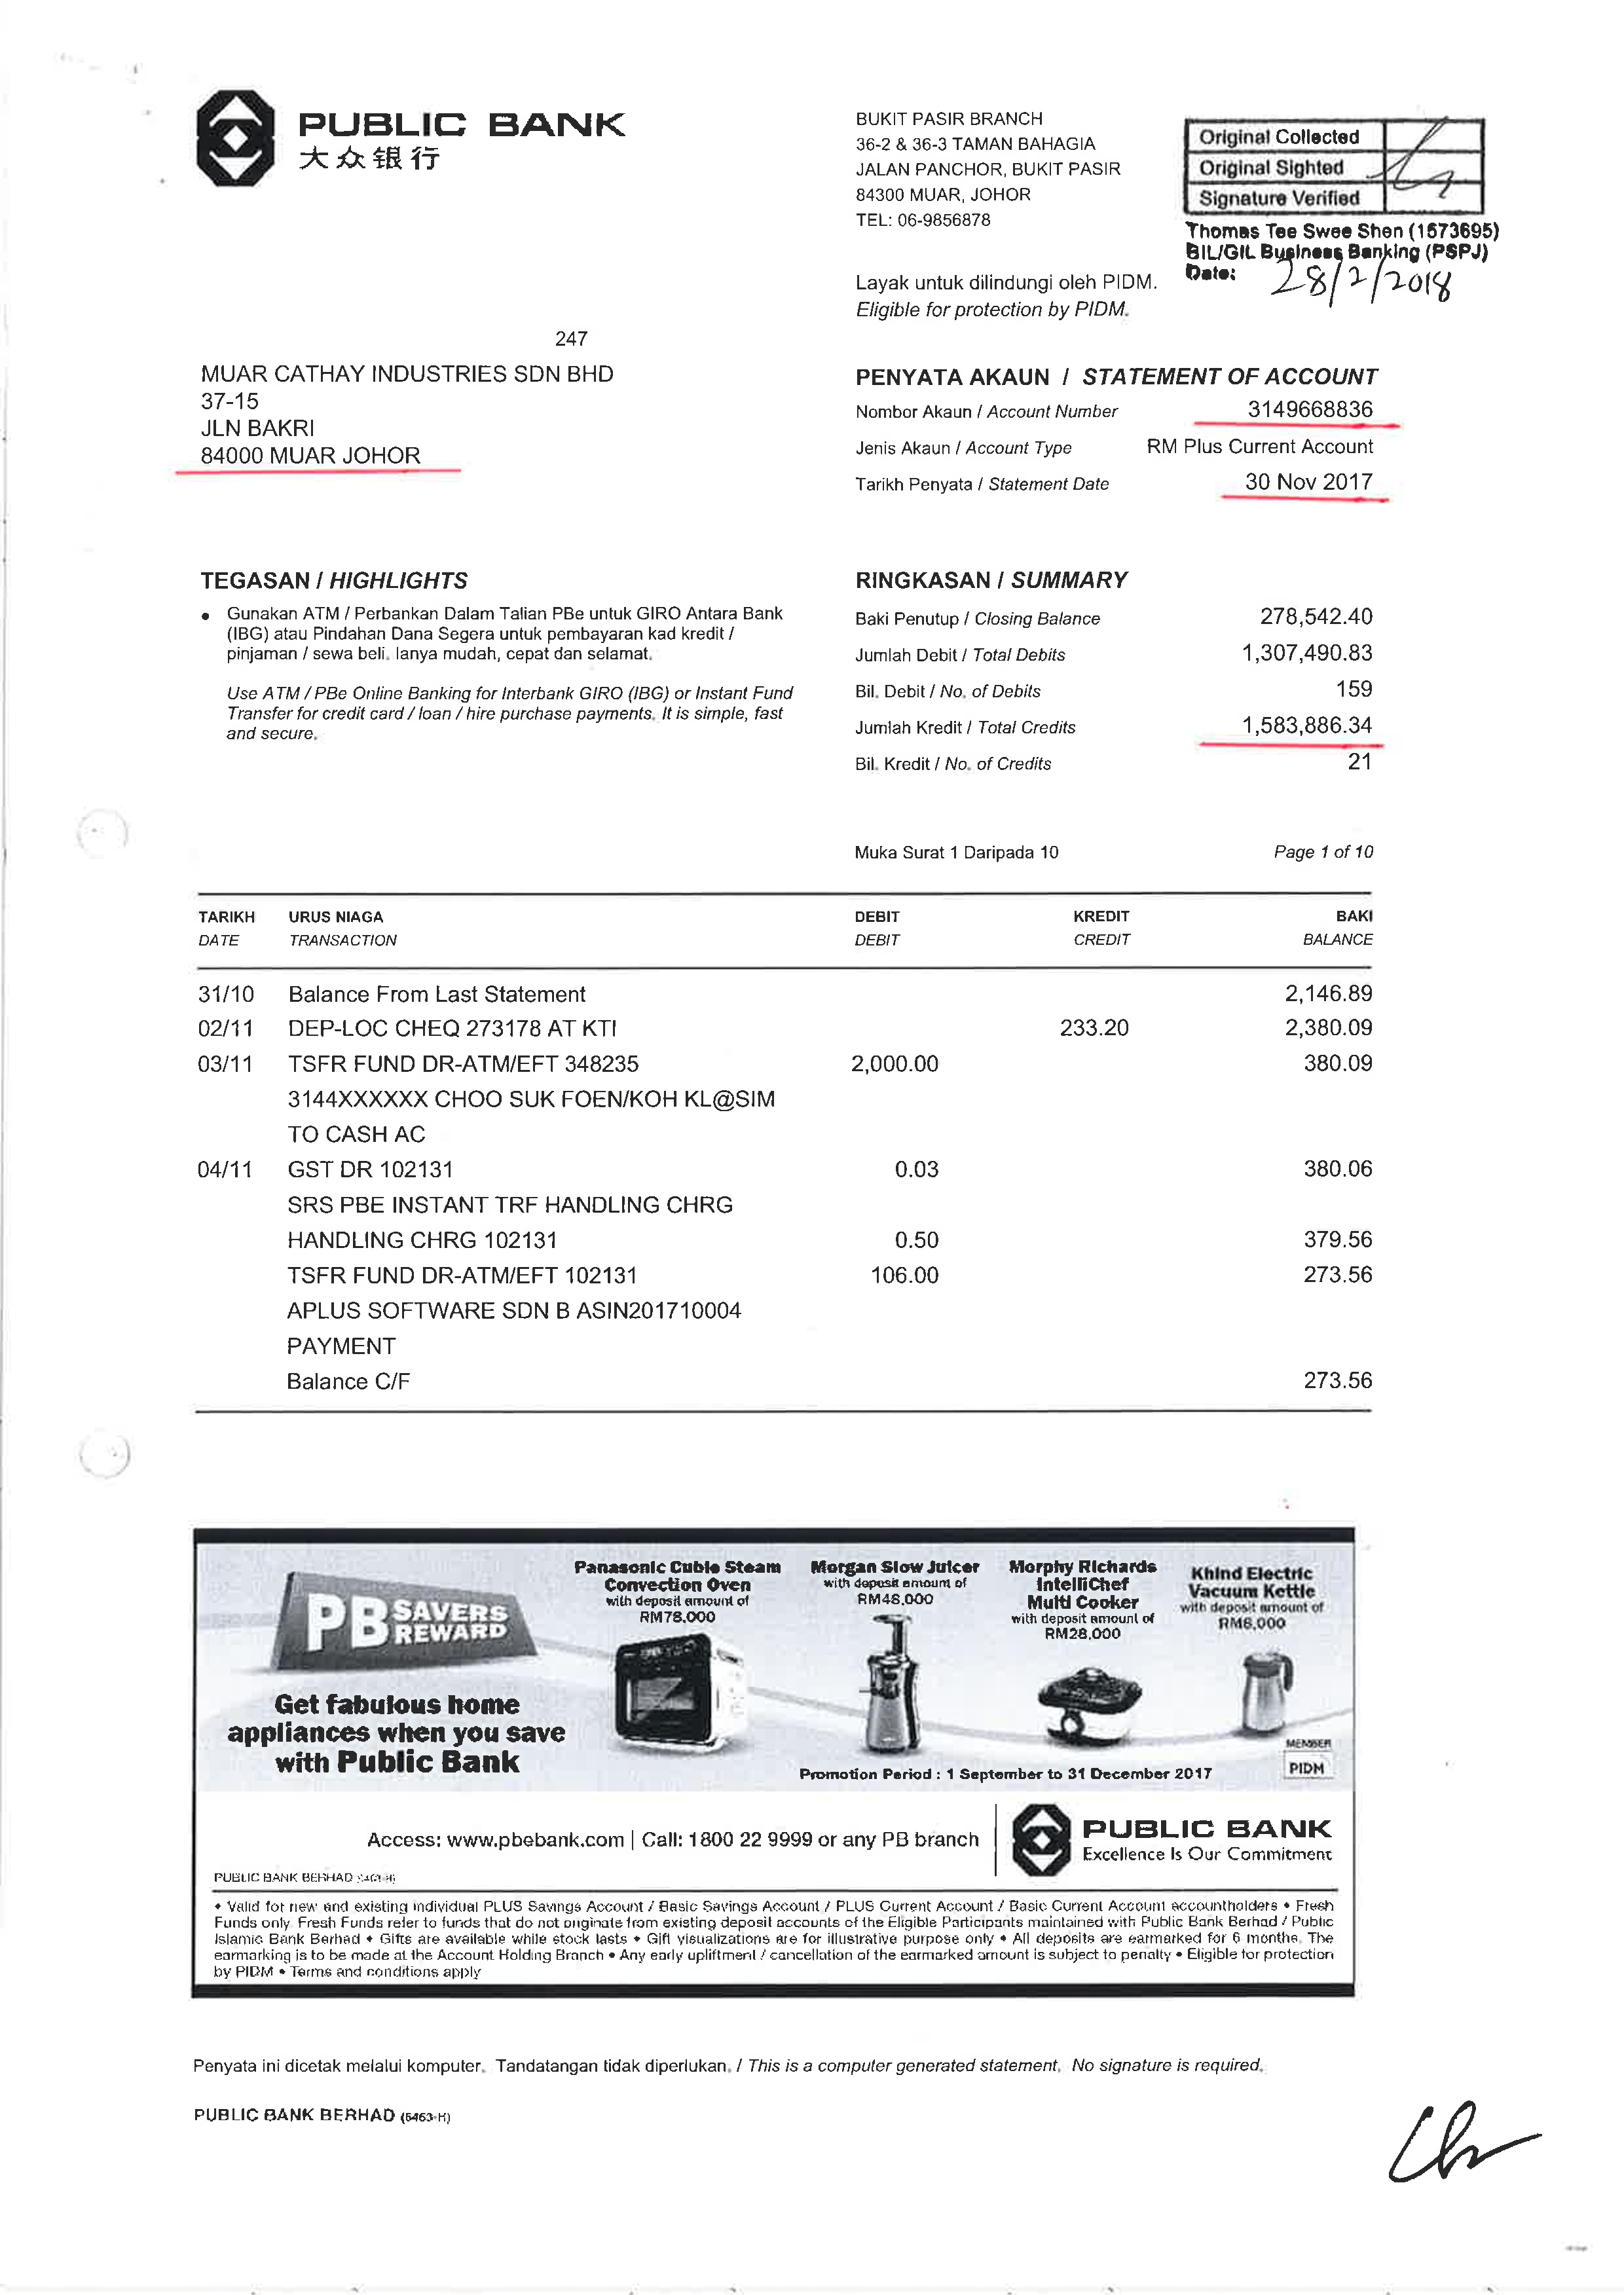 PUBLIC BANK
大众银行
BUKIT PASIR BRANCH
36-2 & 36-3 TAMAN BAHAGIA
JALAN PANCHOR, BUKIT PASIR
84300 MUAR, JOHOR
TEL: 06-9856878
Original Collected
Original Sighted
Signature Verified
Thomas Tee Swee Shen (1573695)
BIL/GIL Business Banking (PSPJ)
Date: 28/2/2018
Layak untuk dilindungi oleh PIDM.
Eligible for protection by PIDM.
247
MUAR CATHAY INDUSTRIES SDN BHD
37-15
JLN BAKRI
84000 MUAR JOHOR
PENYATA AKAUN / STATEMENT OF ACCOUNT
Nombor Akaun / Account Number 3149668836
Jenis Akaun / Account Type RM Plus Current Account
Tarikh Penyata / Statement Date 30 Nov 2017
TEGASAN / HIGHLIGHTS
• Gunakan ATM / Perbankan Dalam Talian PBe untuk GIRO Antara Bank
(IBG) atau Pindahan Dana Segera untuk pembayaran kad kredit /
pinjaman / sewa beli. Ianya mudah, cepat dan selamat.
Use ATM / PBe Online Banking for Interbank GIRO (IBG) or Instant Fund
Transfer for credit card / loan / hire purchase payments. It is simple, fast
and secure.
RINGKASAN / SUMMARY
Baki Penutup / Closing Balance 278,542.40
Jumlah Debit / Total Debits 1,307,490.83
Bil. Debit / No. of Debits 159
Jumlah Kredit / Total Credits 1,583,886.34
Bil. Kredit / No. of Credits 21
Muka Surat 1 Daripada 10 Page 1 of 10
TARIKH URUS NIAGA DEBIT KREDIT BAKI
DATE TRANSACTION DEBIT CREDIT BALANCE
31/10 Balance From Last Statement 2,146.89
02/11 DEP-LOC CHEQ 273178 AT KTI 233.20 2,380.09
03/11 TSFR FUND DR-ATM/EFT 348235 2,000.00 380.09
3144XXXXXX CHOO SUK FOEN/KOH KL@SIM
TO CASH AC
04/11 GST DR 102131 0.03 380.06
SRS PBE INSTANT TRF HANDLING CHRG
HANDLING CHRG 102131 0.50 379.56
TSFR FUND DR-ATM/EFT 102131 106.00 273.56
APLUS SOFTWARE SDN B ASIN201710004
PAYMENT
Balance C/F 273.56
PB SAVERS
REWARD
Get fabulous home
appliances when you save
with Public Bank
Panasonic Cubie Steam
Convection Oven
with deposit amount of
RM78,000
Morgan Slow Juicer
with deposit amount of
RM48,000
Morphy Richards
IntelliChef
Multi Cooker
with deposit amount of
RM28,000
Khind Electric
Vacuum Kettle
with deposit amount of
RM8,000
Promotion Period : 1 September to 31 December 2017
MEMBER
PIDM
Access: www.pbebank.com | Call: 1800 22 9999 or any PB branch
PUBLIC BANK
Excellence Is Our Commitment
PUBLIC BANK BERHAD
• Valid for new and existing individual PLUS Savings Account / Basic Savings Account / PLUS Current Account / Basic Current Account accountholders • Fresh
Funds only. Fresh Funds refer to funds that do not originate from existing deposit accounts of the Eligible Participants maintained with Public Bank Berhad / Public
Islamic Bank Berhad • Gifts are available while stock lasts • Gift visualizations are for illustrative purpose only • All deposits are earmarked for 6 months. The
earmarking is to be made at the Account Holding Branch • Any early upliftment / cancellation of the earmarked amount is subject to penalty • Eligible for protection
by PIDM • Terms and conditions apply
Penyata ini dicetak melalui komputer. Tandatangan tidak diperlukan. / This is a computer generated statement. No signature is required.
PUBLIC BANK BERHAD (6463-H)